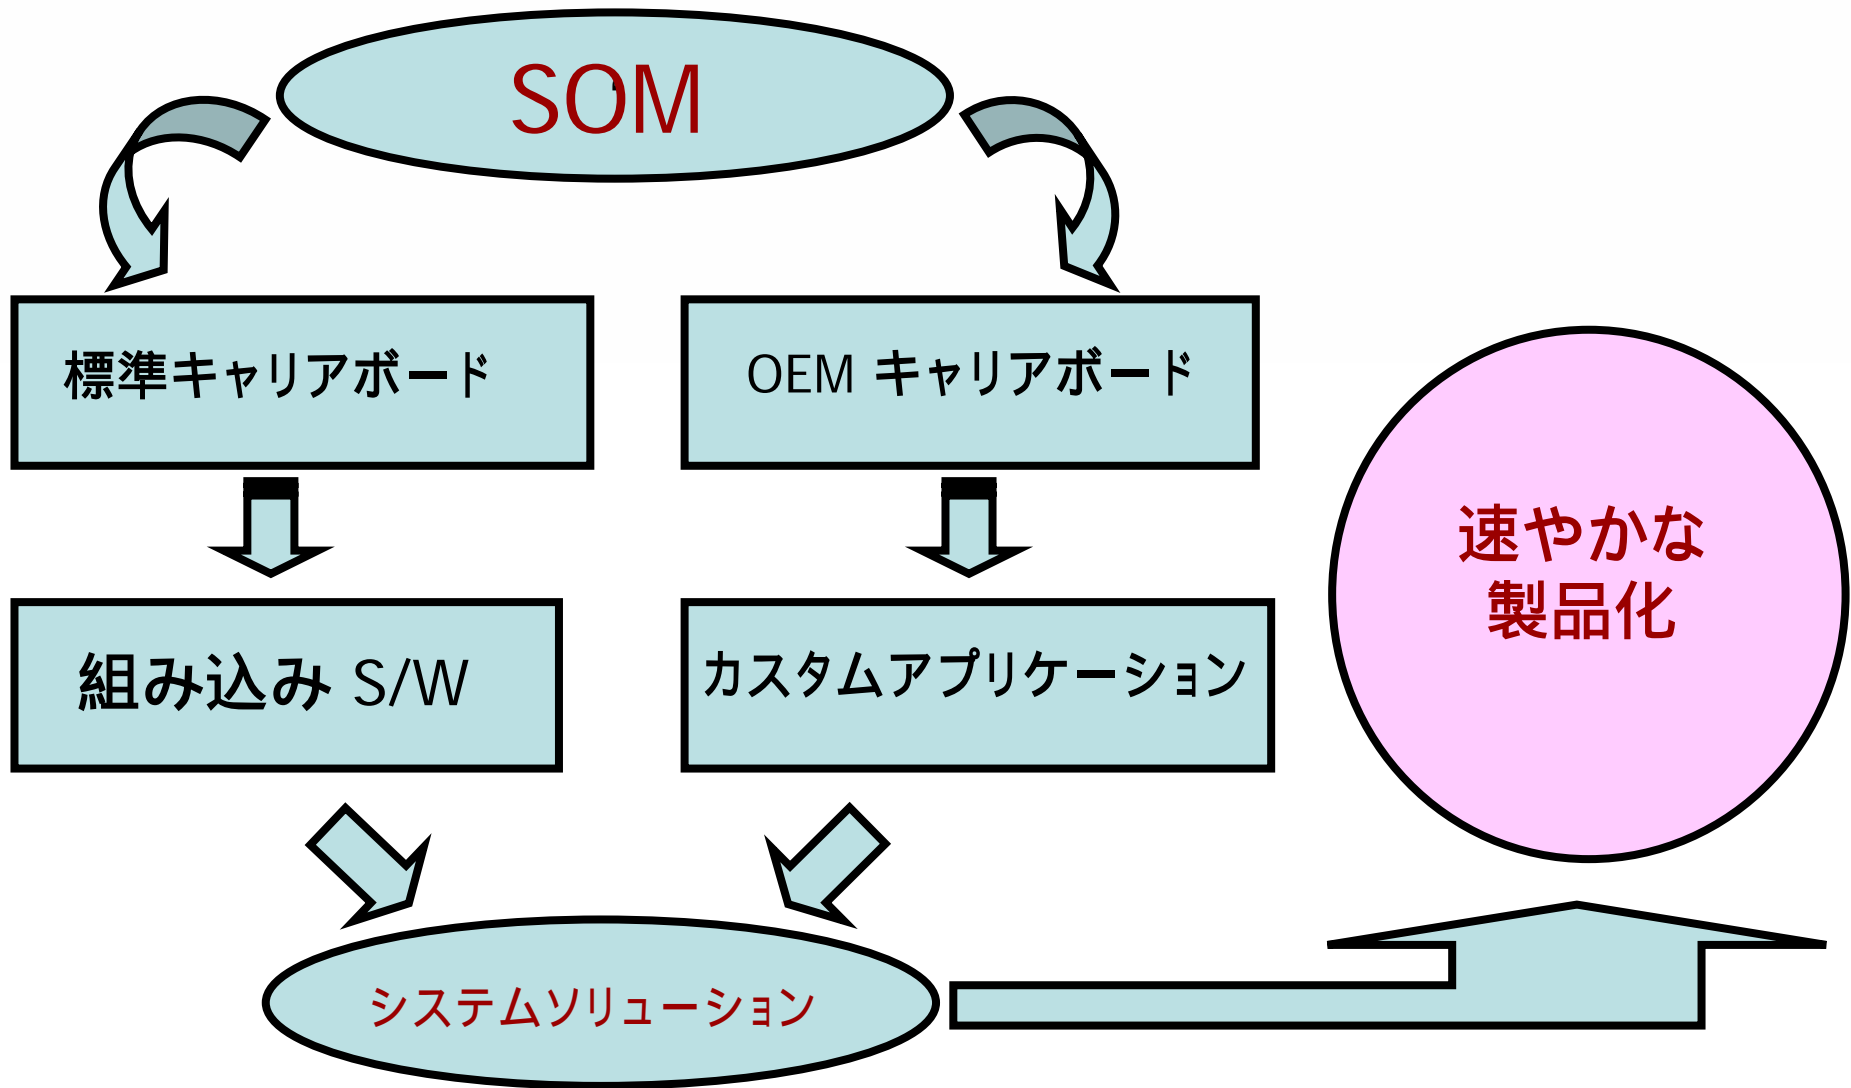 SOM
標準キャリアボード
OEM キャリアボード
組み込み S/W
カスタムアプリケーション
速やかな
製品化
システムソリューション